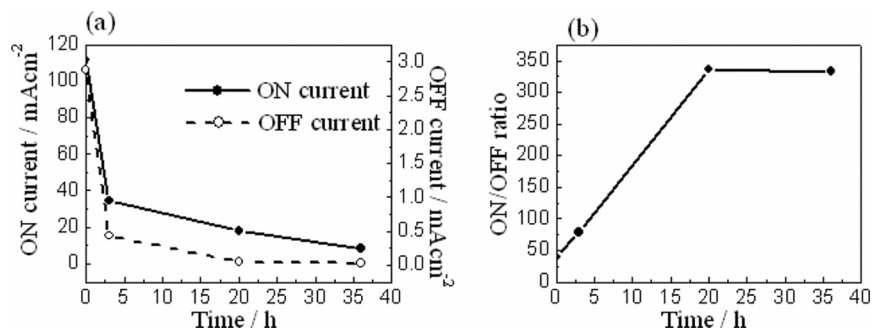 (a)
120
100
80
60
40
20
0
ON current / mAcm-2
3.0
2.5
2.0
1.5
1.0
0.5
0.0
OFF current / mAcm-2
ON current
OFF current
0 5 10 15 20 25 30 35 40
Time / h
(b)
350
300
250
200
150
100
50
0
ON/OFF ratio
0 5 10 15 20 25 30 35 40
Time / h